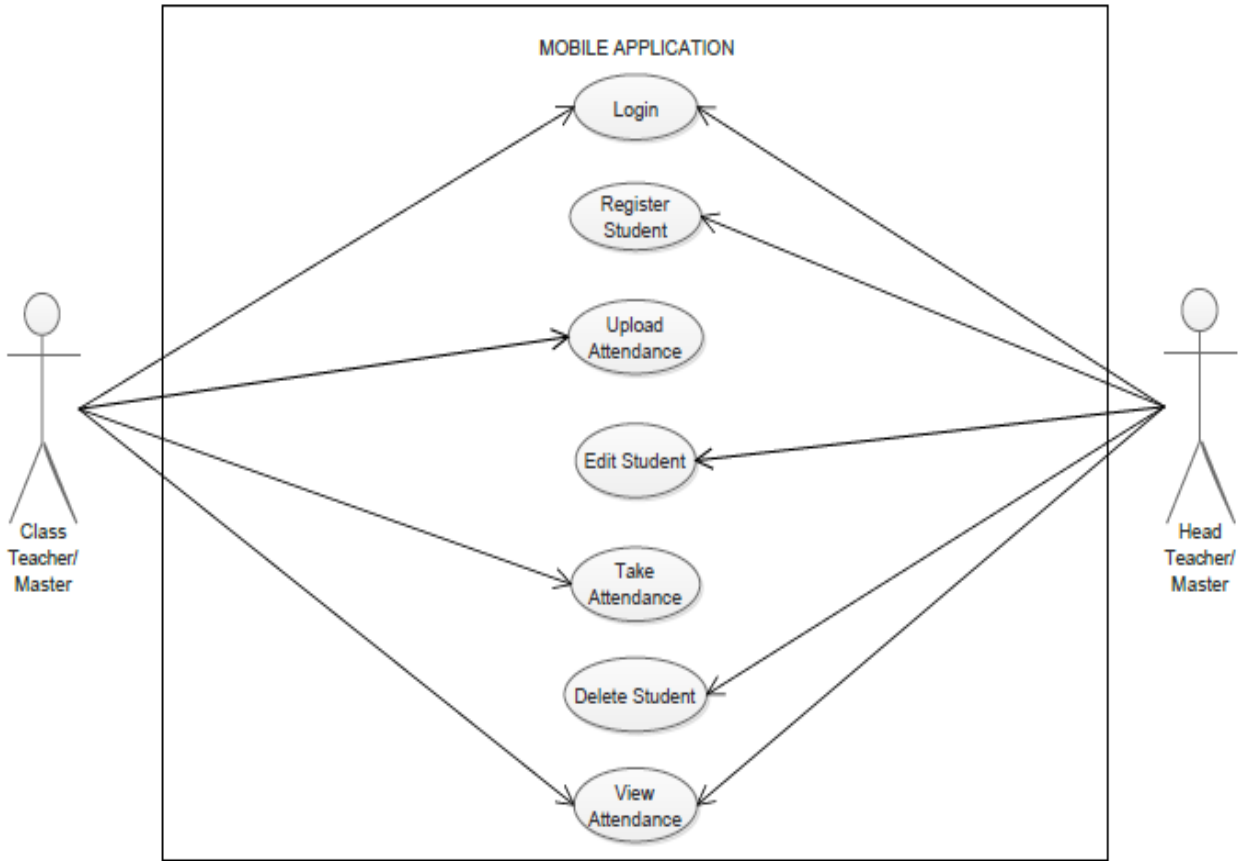 MOBILE APPLICATION
Login
Register
Student
Upload
Attendance
Edit Student
Take
Attendance
Delete Student
View
Attendance
Class
Teacher/
Master
Head
Teacher/
Master